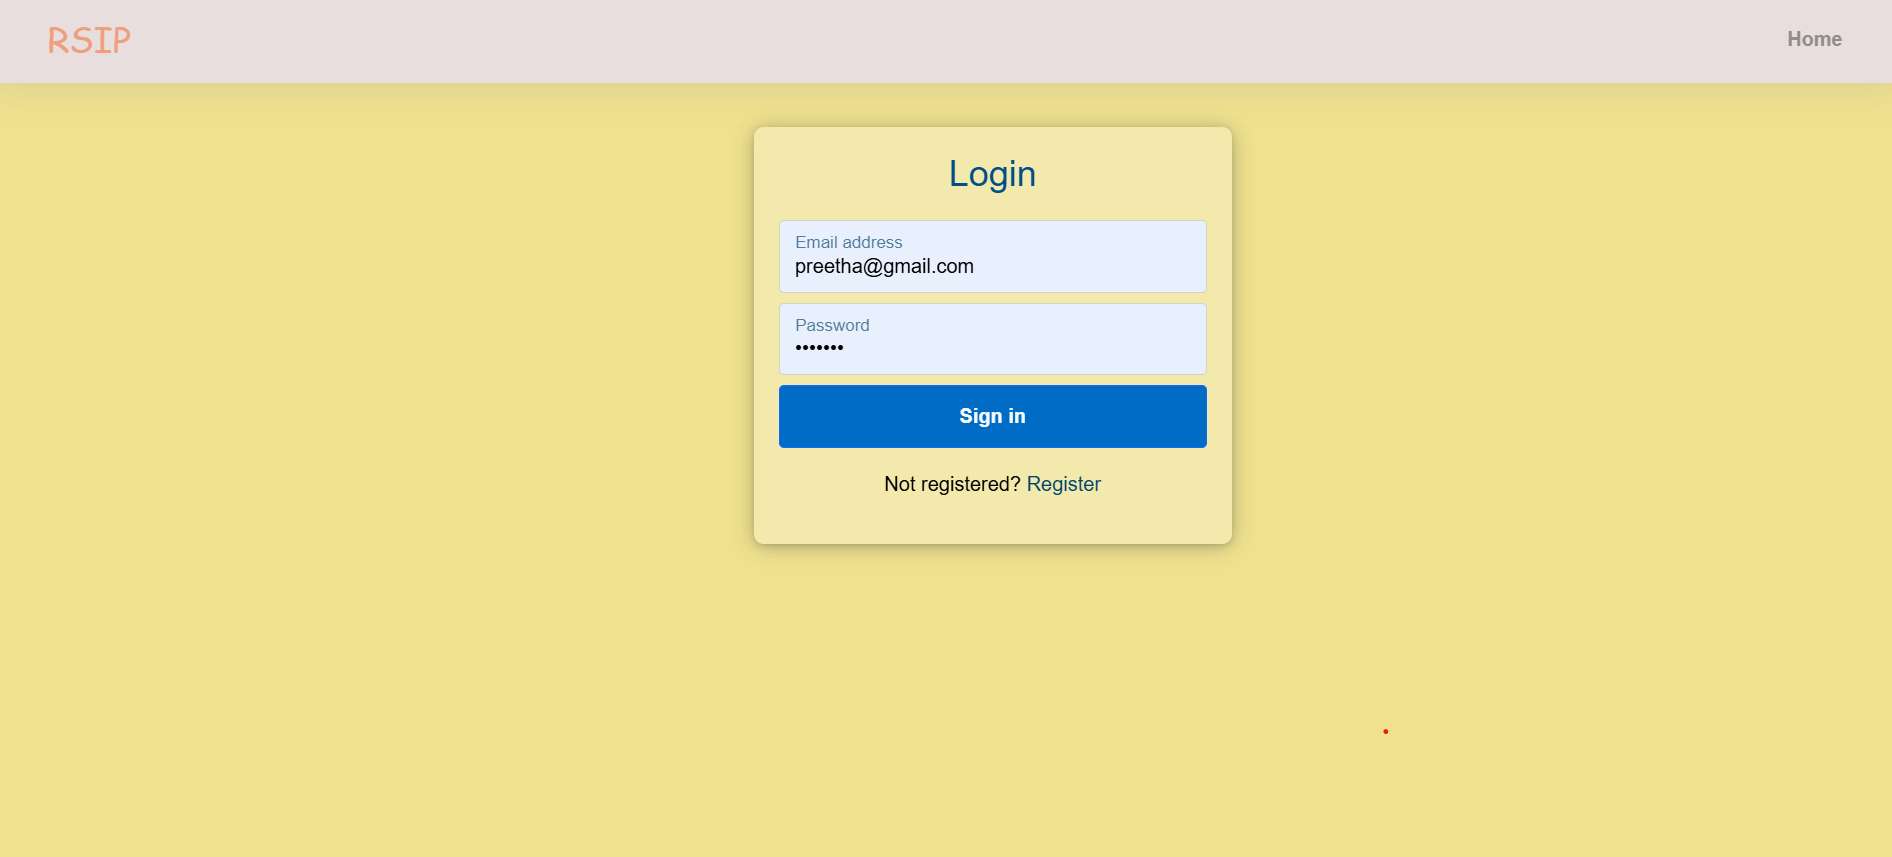 RSIP
Home
Login
Email address
preetha@gmail.com
Password
•••••••
Sign in
Not registered? Register